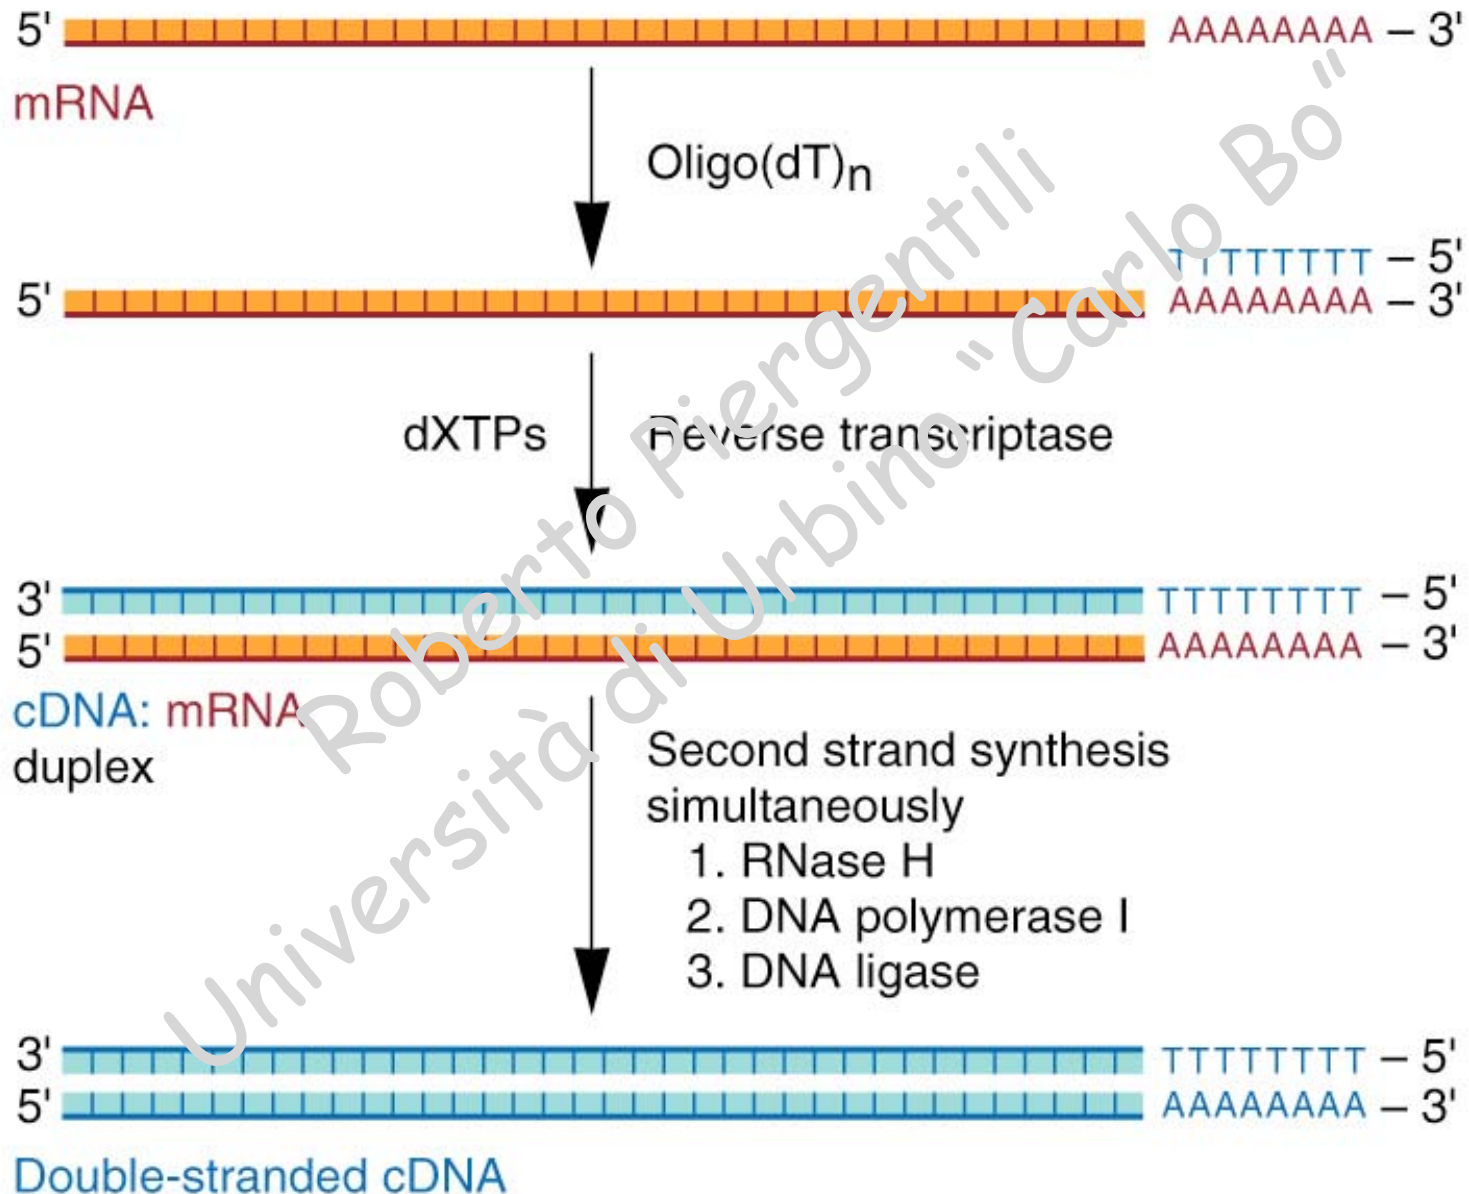 5' AAAAAAAA – 3'
mRNA
Oligo(dT)n
TTTTTTTT – 5'
5' AAAAAAAA – 3'
dXTPs Reverse transcriptase
3' TTTTTTTT – 5'
5' AAAAAAAA – 3'
cDNA: mRNA
duplex
Second strand synthesis
simultaneously
1. RNase H
2. DNA polymerase I
3. DNA ligase
3' TTTTTTTT – 5'
5' AAAAAAAA – 3'
Double-stranded cDNA
Roberto Piergentili
Università di Urbino "Carlo Bo"